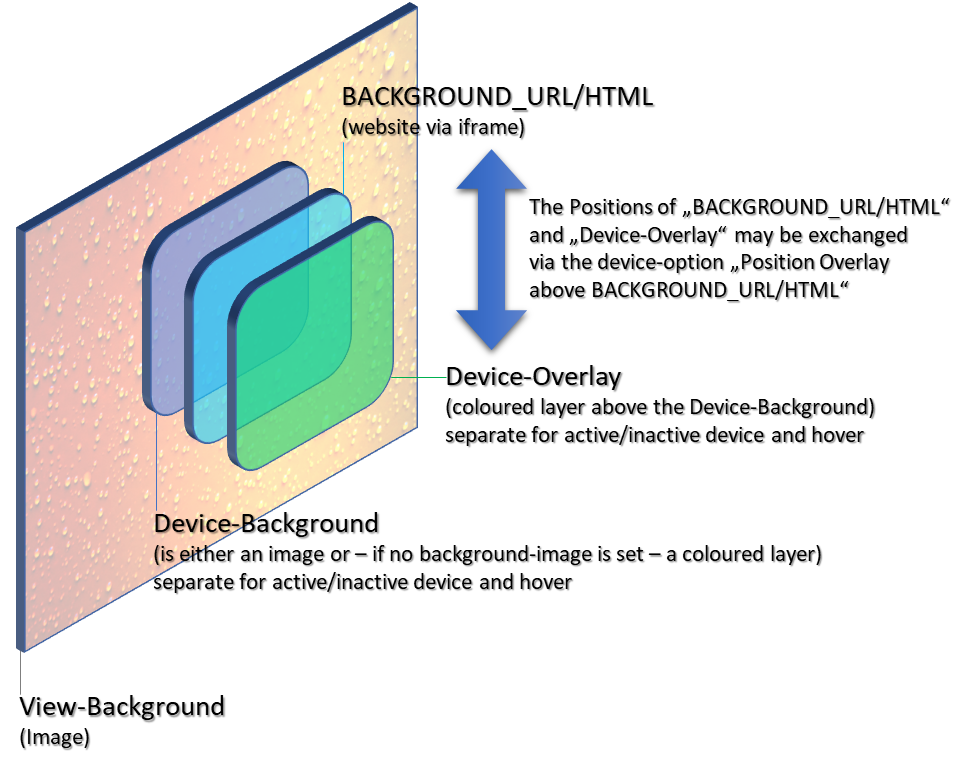 BACKGROUND_URL/HTML
(website via iframe)
The Positions of „BACKGROUND_URL/HTML“
and „Device-Overlay“ may be exchanged
via the device-option „Position Overlay
above BACKGROUND_URL/HTML“
Device-Overlay
(coloured layer above the Device-Background)
separate for active/inactive device and hover
Device-Background
(is either an image or – if no background-image is set – a coloured layer)
separate for active/inactive device and hover
View-Background
(Image)